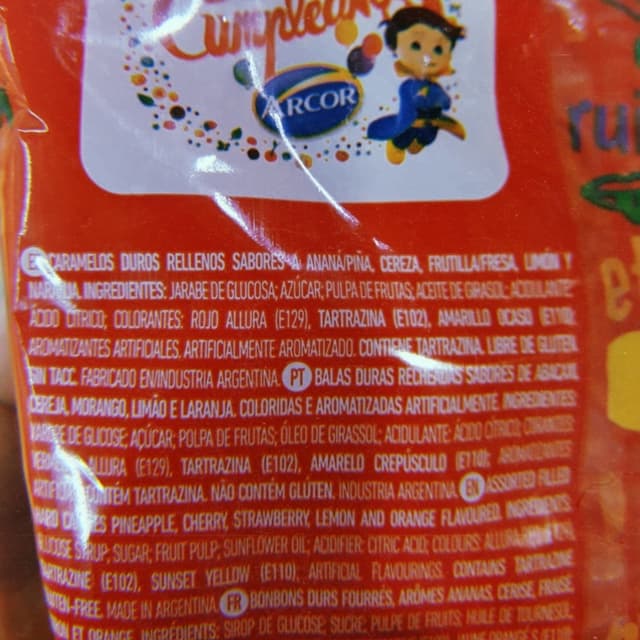 Cumpleaños
ARCOR
ru
ES CARAMELOS DUROS RELLENOS SABORES A ANANÁ/PIÑA, CEREZA, FRUTILLA/FRESA, LIMÓN Y
NARANJA. INGREDIENTES: JARABE DE GLUCOSA; AZÚCAR; PULPA DE FRUTAS; ACEITE DE GIRASOL; ACIDULANTE:
ÁCIDO CÍTRICO; COLORANTES: ROJO ALLURA (E129), TARTRAZINA (E102), AMARILLO OCASO (E110);
AROMATIZANTES ARTIFICIALES. ARTIFICIALMENTE AROMATIZADO. CONTIENE TARTRAZINA. LIBRE DE GLUTEN.
SIN TACC. FABRICADO EN/INDUSTRIA ARGENTINA. PT BALAS DURAS RECHEADAS SABORES DE ABACAXI,
CEREJA, MORANGO, LIMÃO E LARANJA. COLORIDAS E AROMATIZADAS ARTIFICIALMENTE. INGREDIENTES:
XAROPE DE GLICOSE; AÇÚCAR; POLPA DE FRUTAS; ÓLEO DE GIRASSOL; ACIDULANTE: ÁCIDO CÍTRICO; CORANTES:
ALLURA (E129), TARTRAZINA (E102), AMARELO CREPÚSCULO (E110); AROMATIZANTES
ARTIFICIAIS. CONTÉM TARTRAZINA. NÃO CONTÉM GLÚTEN. INDUSTRIA ARGENTINA. EN ASSORTED FILLED
HARD CANDIES PINEAPPLE, CHERRY, STRAWBERRY, LEMON AND ORANGE FLAVOURED. INGREDIENTS:
GLUCOSE SYRUP; SUGAR; FRUIT PULP; SUNFLOWER OIL; ACIDIFIER: CITRIC ACID; COLOURS: ALLURA
TARTRAZINE (E102), SUNSET YELLOW (E110); ARTIFICIAL FLAVOURINGS. CONTAINS TARTRAZINE.
GLUTEN-FREE. MADE IN ARGENTINA. FR BONBONS DURS FOURRÉS, ARÔMES ANANAS, CERISE, FRAISE,
ET ORANGE. INGRÉDIENTS: SIROP DE GLUCOSE; SUCRE; PULPE DE FRUITS; HUILE DE TOURNESOL;